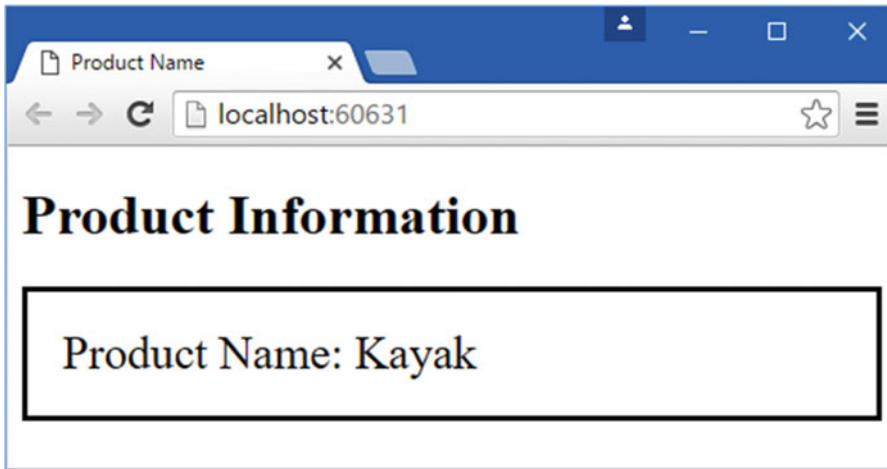 Product Name
localhost:60631
Product Information
Product Name: Kayak